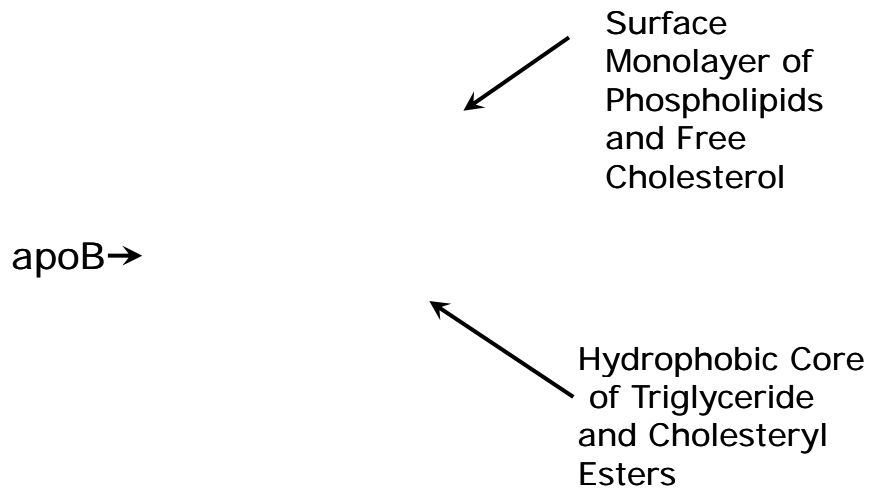 Surface
Monolayer of
Phospholipids
and Free
Cholesterol
apoB
Hydrophobic Core
of Triglyceride
and Cholesteryl
Esters